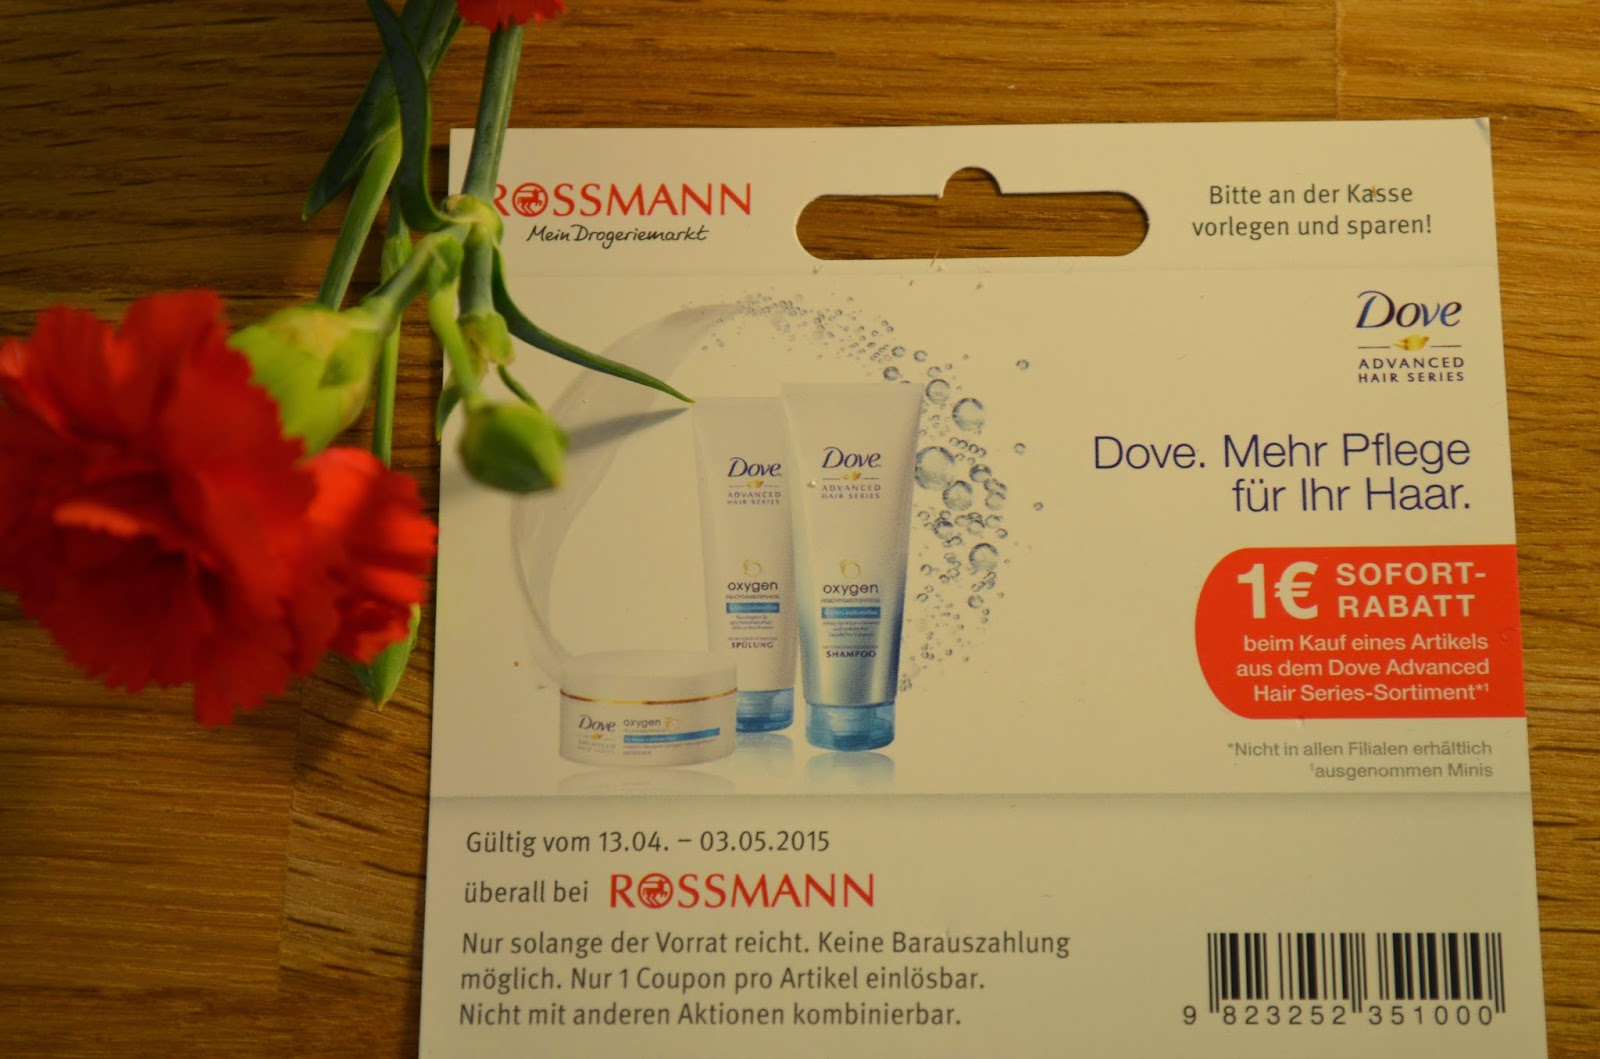 ROSSMANN
Mein Drogeriemarkt
Bitte an der Kasse
vorlegen und sparen!
Dove
ADVANCED
HAIR SERIES
Dove. Mehr Pflege
für Ihr Haar.
1€ SOFORT-
RABATT
beim Kauf eines Artikels
aus dem Dove Advanced
Hair Series-Sortiment*¹
*Nicht in allen Filialen erhältlich
¹ausgenommen Minis
Dove
ADVANCED
HAIR SERIES
oxygen
SPÜLUNG
Dove
ADVANCED
HAIR SERIES
oxygen
SHAMPOO
Dove
ADVANCED
HAIR SERIES
oxygen
Gültig vom 13.04. – 03.05.2015
überall bei ROSSMANN
Nur solange der Vorrat reicht. Keine Barauszahlung
möglich. Nur 1 Coupon pro Artikel einlösbar.
Nicht mit anderen Aktionen kombinierbar.
9 823252 351000